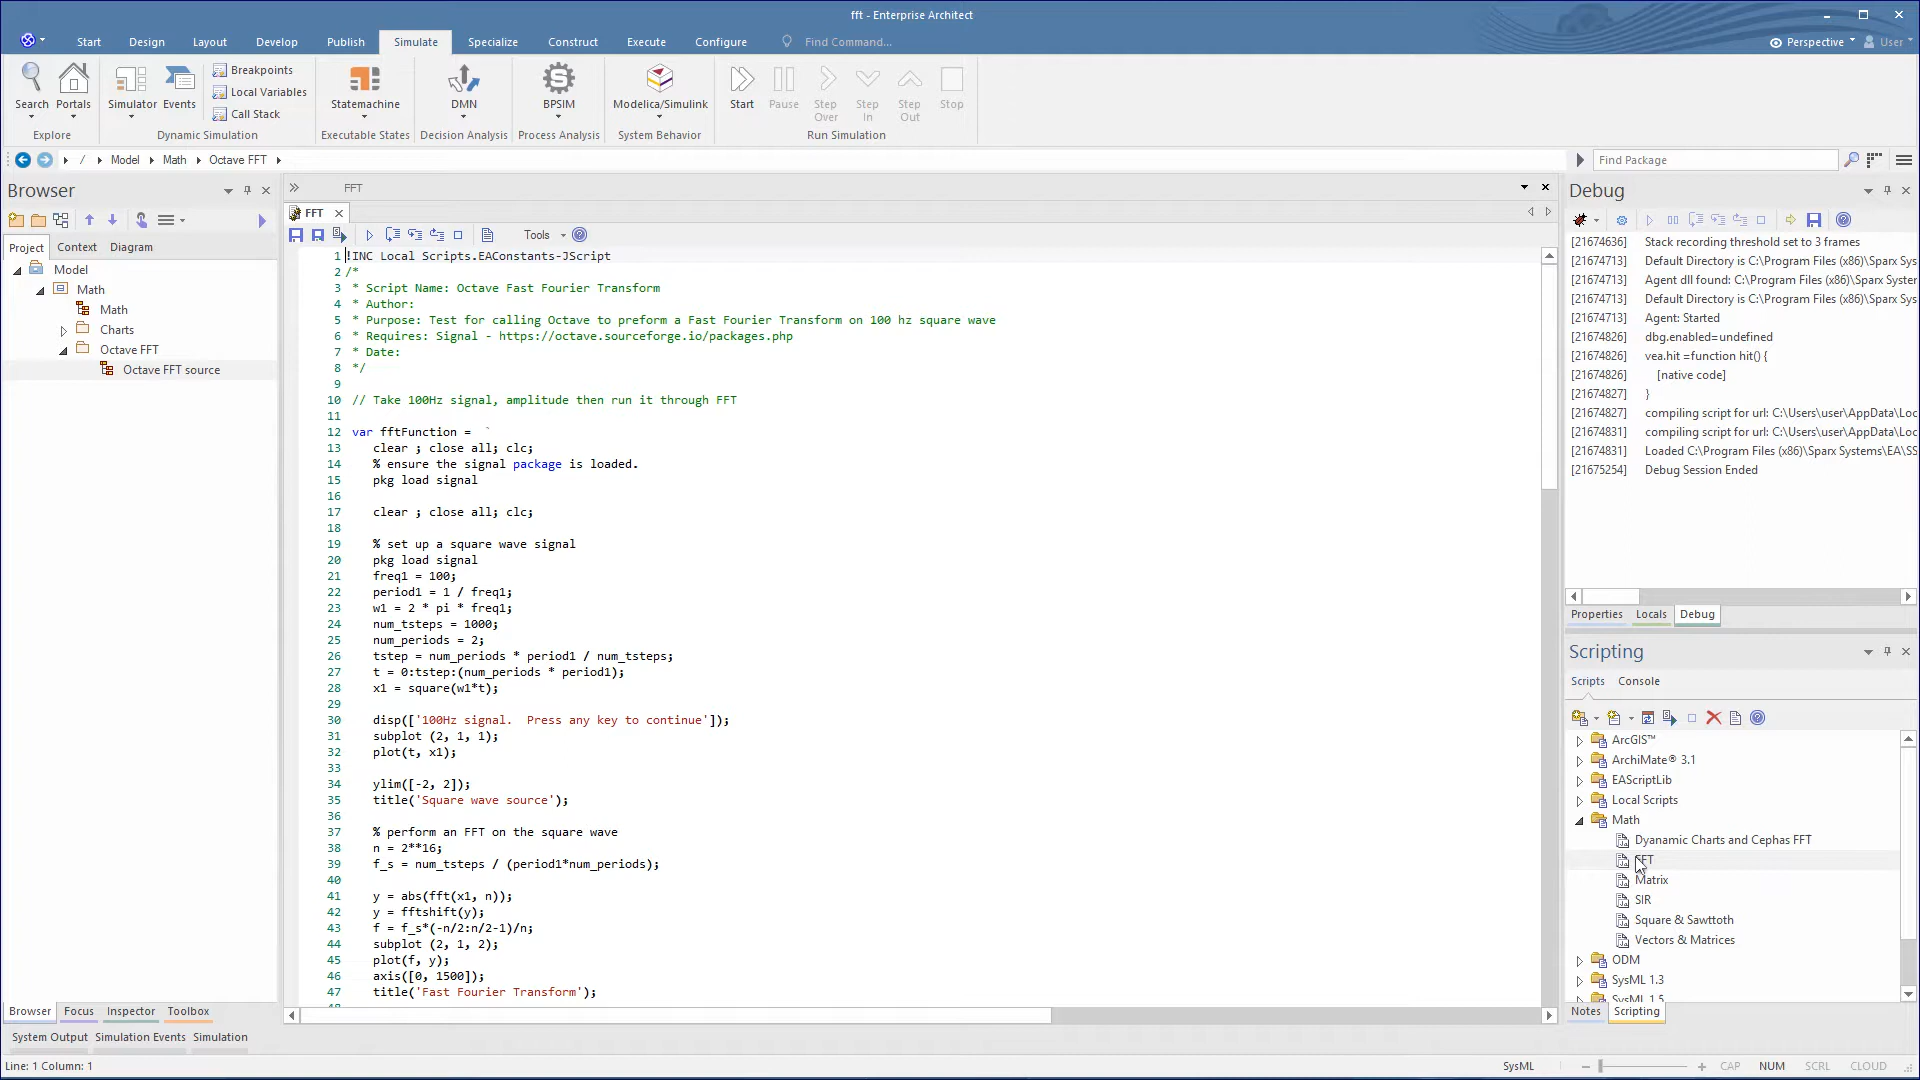 fft - Enterprise Architect
Start Design Layout Develop Publish Simulate Specialize Construct Execute Configure Find Command...
Perspective User
Search Portals Simulator Events Breakpoints Local Variables Call Stack Statemachine DMN BPSIM Modelica/Simulink Start Pause Step Over Step In Step Out Stop
Explore Dynamic Simulation Executable States Decision Analysis Process Analysis System Behavior Run Simulation
/ Model Math Octave FFT
Find Package
Browser
Project Context Diagram
Model
Math
Math
Charts
Octave FFT
Octave FFT source
Browser Focus Inspector Toolbox
FFT
FFT
Tools
1 !INC Local Scripts.EAConstants-JScript
2 /*
3 * Script Name: Octave Fast Fourier Transform
4 * Author:
5 * Purpose: Test for calling Octave to preform a Fast Fourier Transform on 100 hz square wave
6 * Requires: Signal - https://octave.sourceforge.io/packages.php
7 * Date:
8 */
9
10 // Take 100Hz signal, amplitude then run it through FFT
11
12 var fftFunction = `
13 clear ; close all; clc;
14 % ensure the signal package is loaded.
15 pkg load signal
16
17 clear ; close all; clc;
18
19 % set up a square wave signal
20 pkg load signal
21 freq1 = 100;
22 period1 = 1 / freq1;
23 w1 = 2 * pi * freq1;
24 num_tsteps = 1000;
25 num_periods = 2;
26 tstep = num_periods * period1 / num_tsteps;
27 t = 0:tstep:(num_periods * period1);
28 x1 = square(w1*t);
29
30 disp(['100Hz signal.  Press any key to continue']);
31 subplot (2, 1, 1);
32 plot(t, x1);
33
34 ylim([-2, 2]);
35 title('Square wave source');
36
37 % perform an FFT on the square wave
38 n = 2**16;
39 f_s = num_tsteps / (period1*num_periods);
40
41 y = abs(fft(x1, n));
42 y = fftshift(y);
43 f = f_s*(-n/2:n/2-1)/n;
44 subplot (2, 1, 2);
45 plot(f, y);
46 axis([0, 1500]);
47 title('Fast Fourier Transform');
Debug
[21674636] Stack recording threshold set to 3 frames
[21674713] Default Directory is C:\Program Files (x86)\Sparx Sys
[21674713] Agent dll found: C:\Program Files (x86)\Sparx System
[21674713] Default Directory is C:\Program Files (x86)\Sparx Sys
[21674713] Agent: Started
[21674826] dbg.enabled=undefined
[21674826] vea.hit =function hit() {
[21674826] [native code]
[21674827] }
[21674827] compiling script for url: C:\Users\user\AppData\Loc
[21674831] compiling script for url: C:\Users\user\AppData\Loc
[21674831] Loaded C:\Program Files (x86)\Sparx Systems\EA\SS
[21675254] Debug Session Ended
Properties Locals Debug
Scripting
Scripts Console
ArcGIS™
ArchiMate® 3.1
EAScriptLib
Local Scripts
Math
Dyanamic Charts and Cephas FFT
FFT
Matrix
SIR
Square & Sawttoth
Vectors & Matrices
ODM
SysML 1.3
SysML 1.5
Notes Scripting
System Output Simulation Events Simulation
Line: 1 Column: 1
SysML CAP NUM SCRL CLOUD